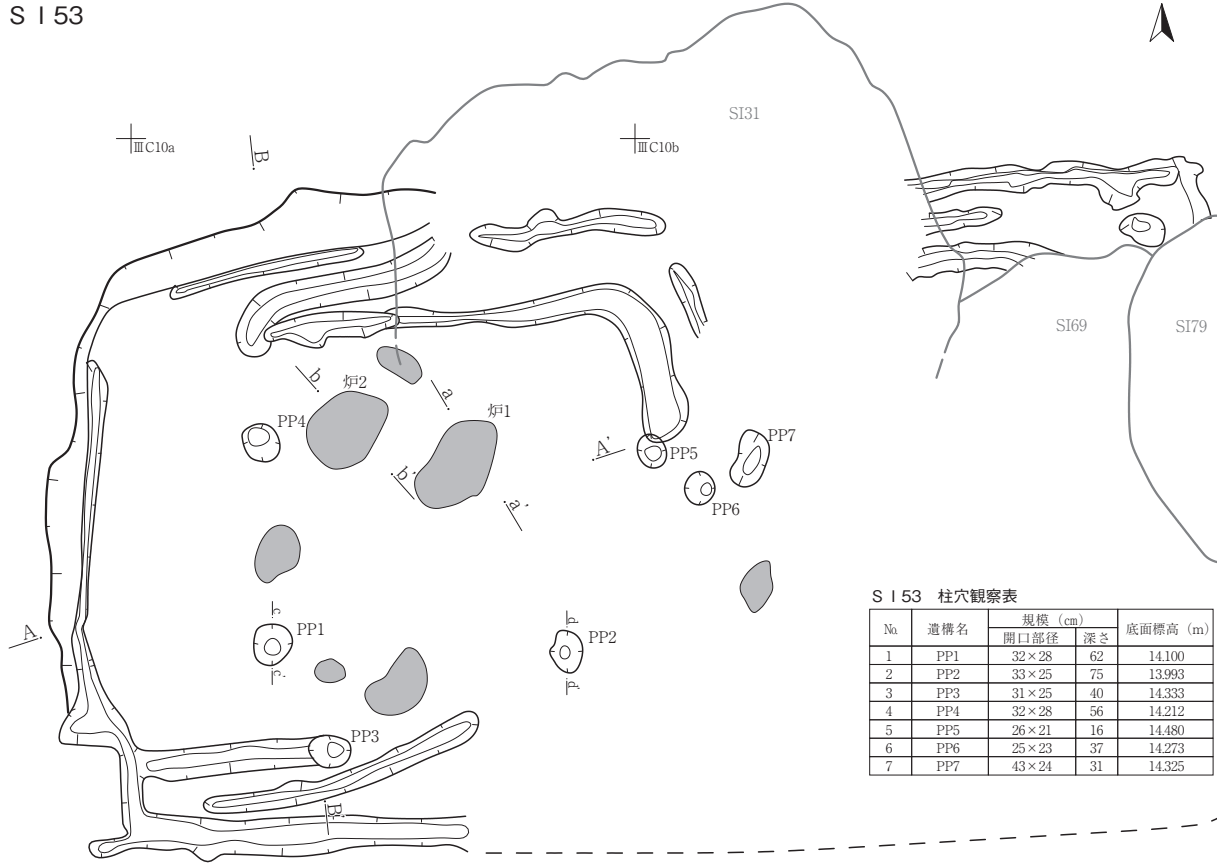 SI53
SI31
ⅢC10a
ⅢC10b
B
SI69
SI79
b
炉2
a
炉1
PP4
A'
PP5
PP7
b'
a'
PP6
A
c
PP1
c'
d
PP2
d'
PP3
B'
SI53 柱穴観察表
№ 遺構名 規模(㎝) 底面標高(m)
開口部径 深さ
1 PP1 32×28 62 14.100
2 PP2 33×25 75 13.993
3 PP3 31×25 40 14.333
4 PP4 32×28 56 14.212
5 PP5 26×21 16 14.480
6 PP6 25×23 37 14.273
7 PP7 43×24 31 14.325